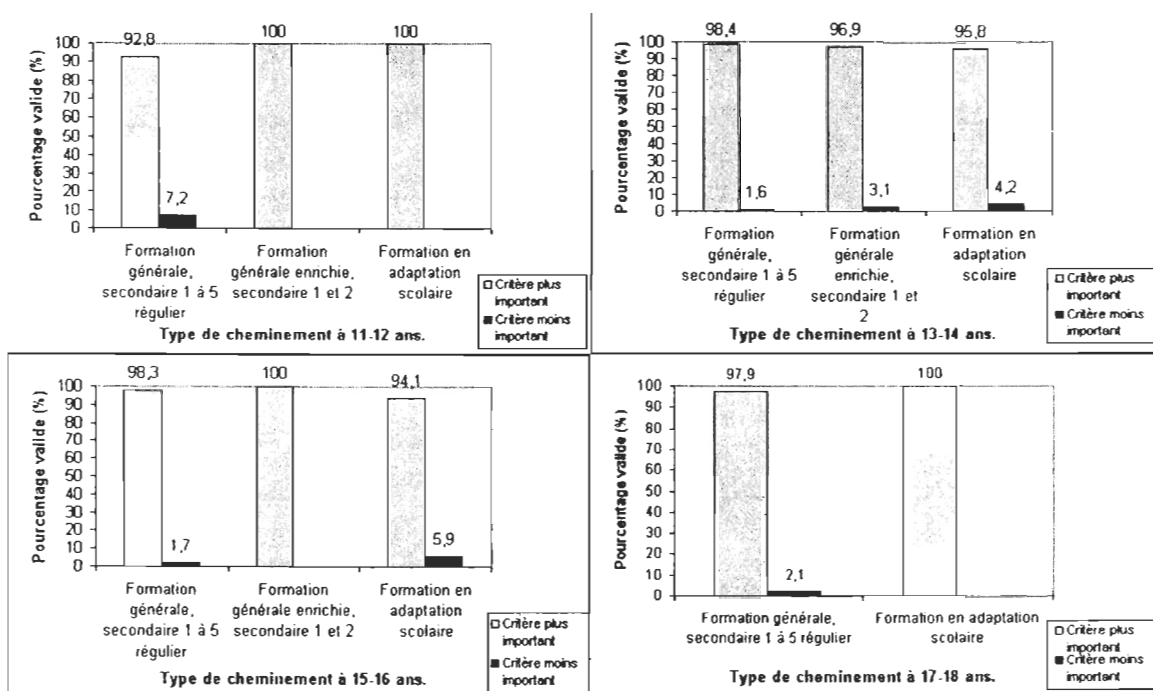 92,8
100
100
Pourcentage valide (%)
100
90
80
70
60
50
40
30
20
10
0
7,2
Formation
générale,
secondaire 1 à 5
régulier
Formation
générale enrichie,
secondaire 1 et 2
Formation en
adaptation
scolaire
Critère plus
important
Critère moins
important
Type de cheminement à 11-12 ans.
98,4
96,9
95,8
Pourcentage valide (%)
100
90
80
70
60
50
40
30
20
10
0
1,6
3,1
4,2
Formation
générale,
secondaire 1 à 5
régulier
Formation
générale
enrichie,
secondaire 1 et
2
Formation en
adaptation
scolaire
Critère plus
important
Critère moins
important
Type de cheminement à 13-14 ans.
98,3
100
94,1
Pourcentage valide (%)
100
90
80
70
60
50
40
30
20
10
0
1,7
5,9
Formation
générale,
secondaire 1 à 5
régulier
Formation
générale enrichie,
secondaire 1 et 2
Formation en
adaptation
scolaire
Critère plus
important
Critère moins
important
Type de cheminement à 15-16 ans.
97,9
100
Pourcentage valide (%)
100
90
80
70
60
50
40
30
20
10
0
2,1
Formation générale,
secondaire 1 à 5 régulier
Formation en adaptation
scolaire
Critère plus
important
Critère moins
important
Type de cheminement à 17-18 ans.